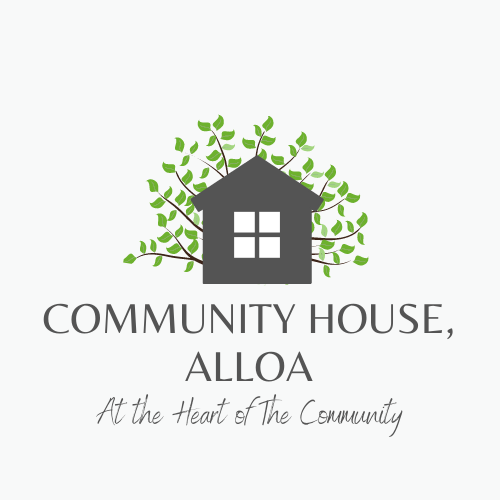 COMMUNITY HOUSE,
ALLOA
At the Heart of The Community